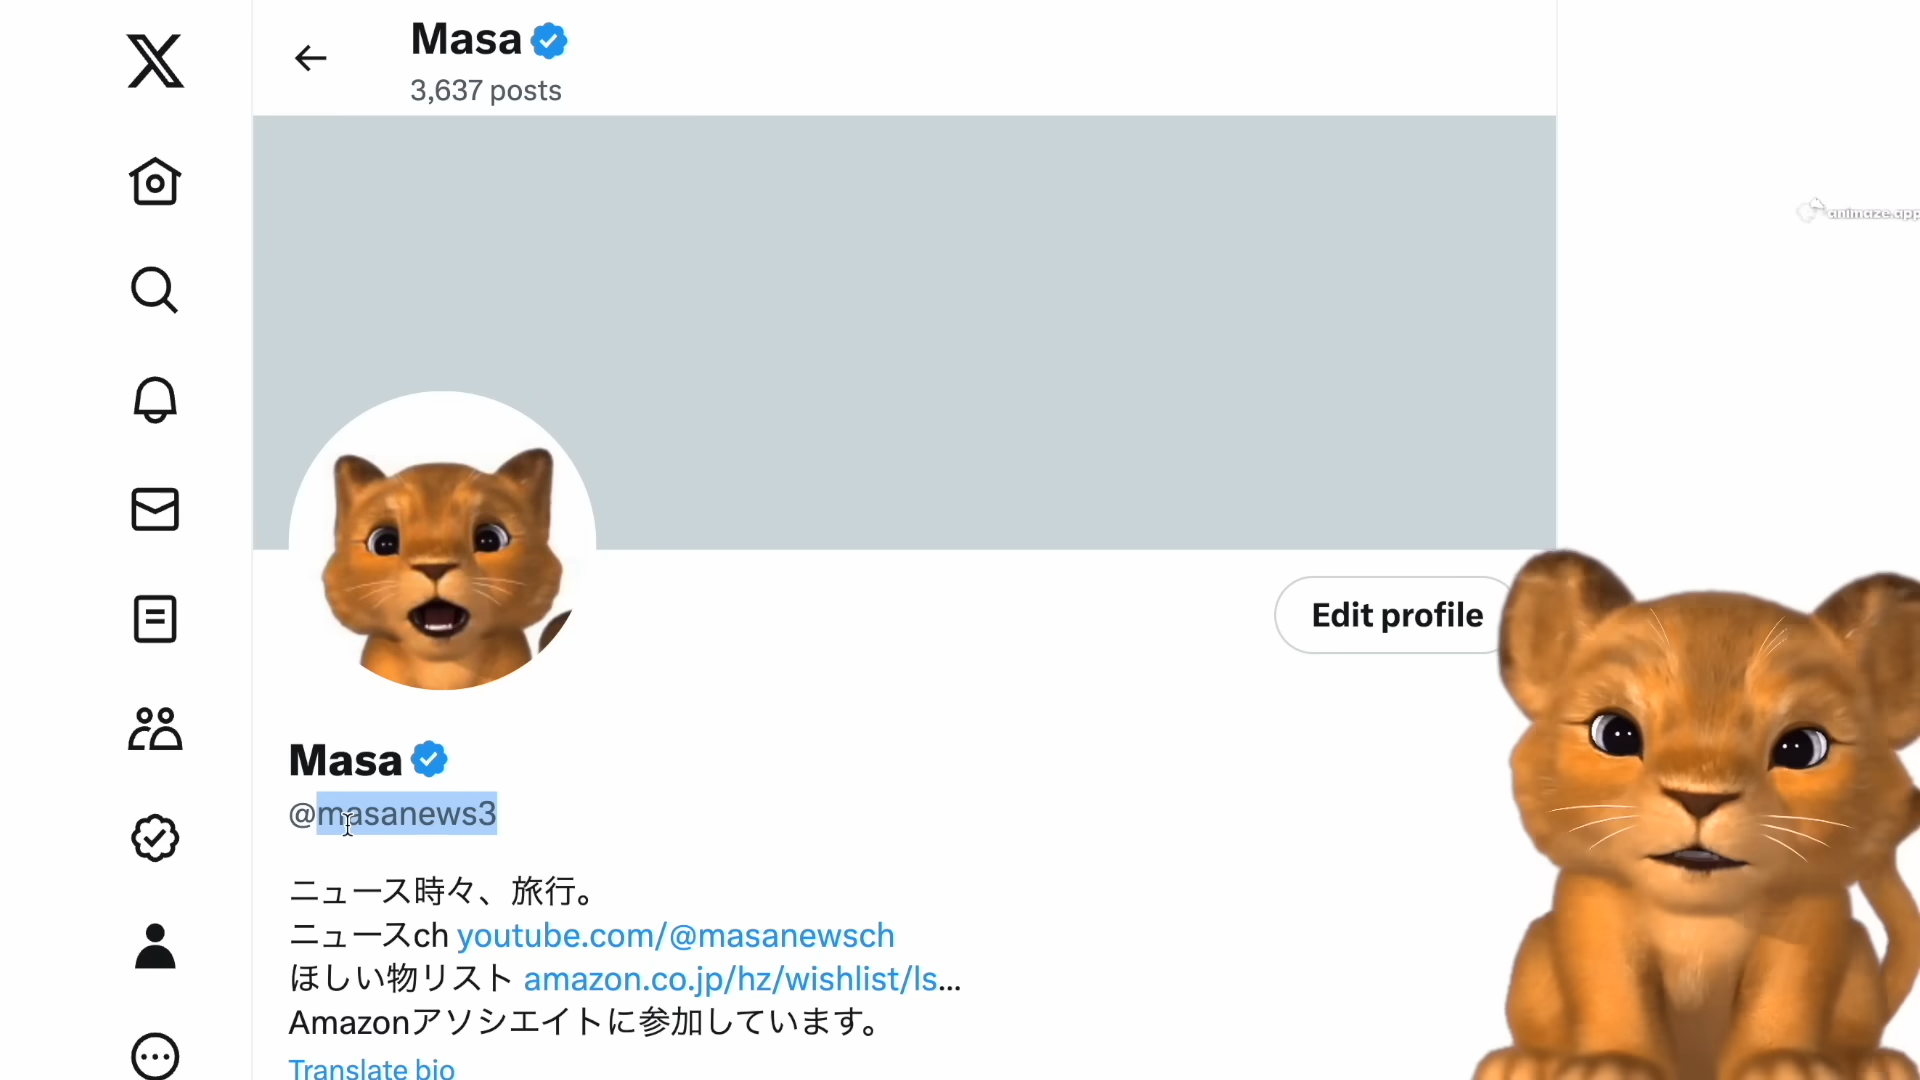 Masa
3,637 posts
animaze.app
Edit profile
Masa
@masanews3
ニュース時々、旅行。
ニュースch youtube.com/@masanewsch
ほしい物リスト amazon.co.jp/hz/wishlist/ls...
Amazonアソシエイトに参加しています。
Translate bio